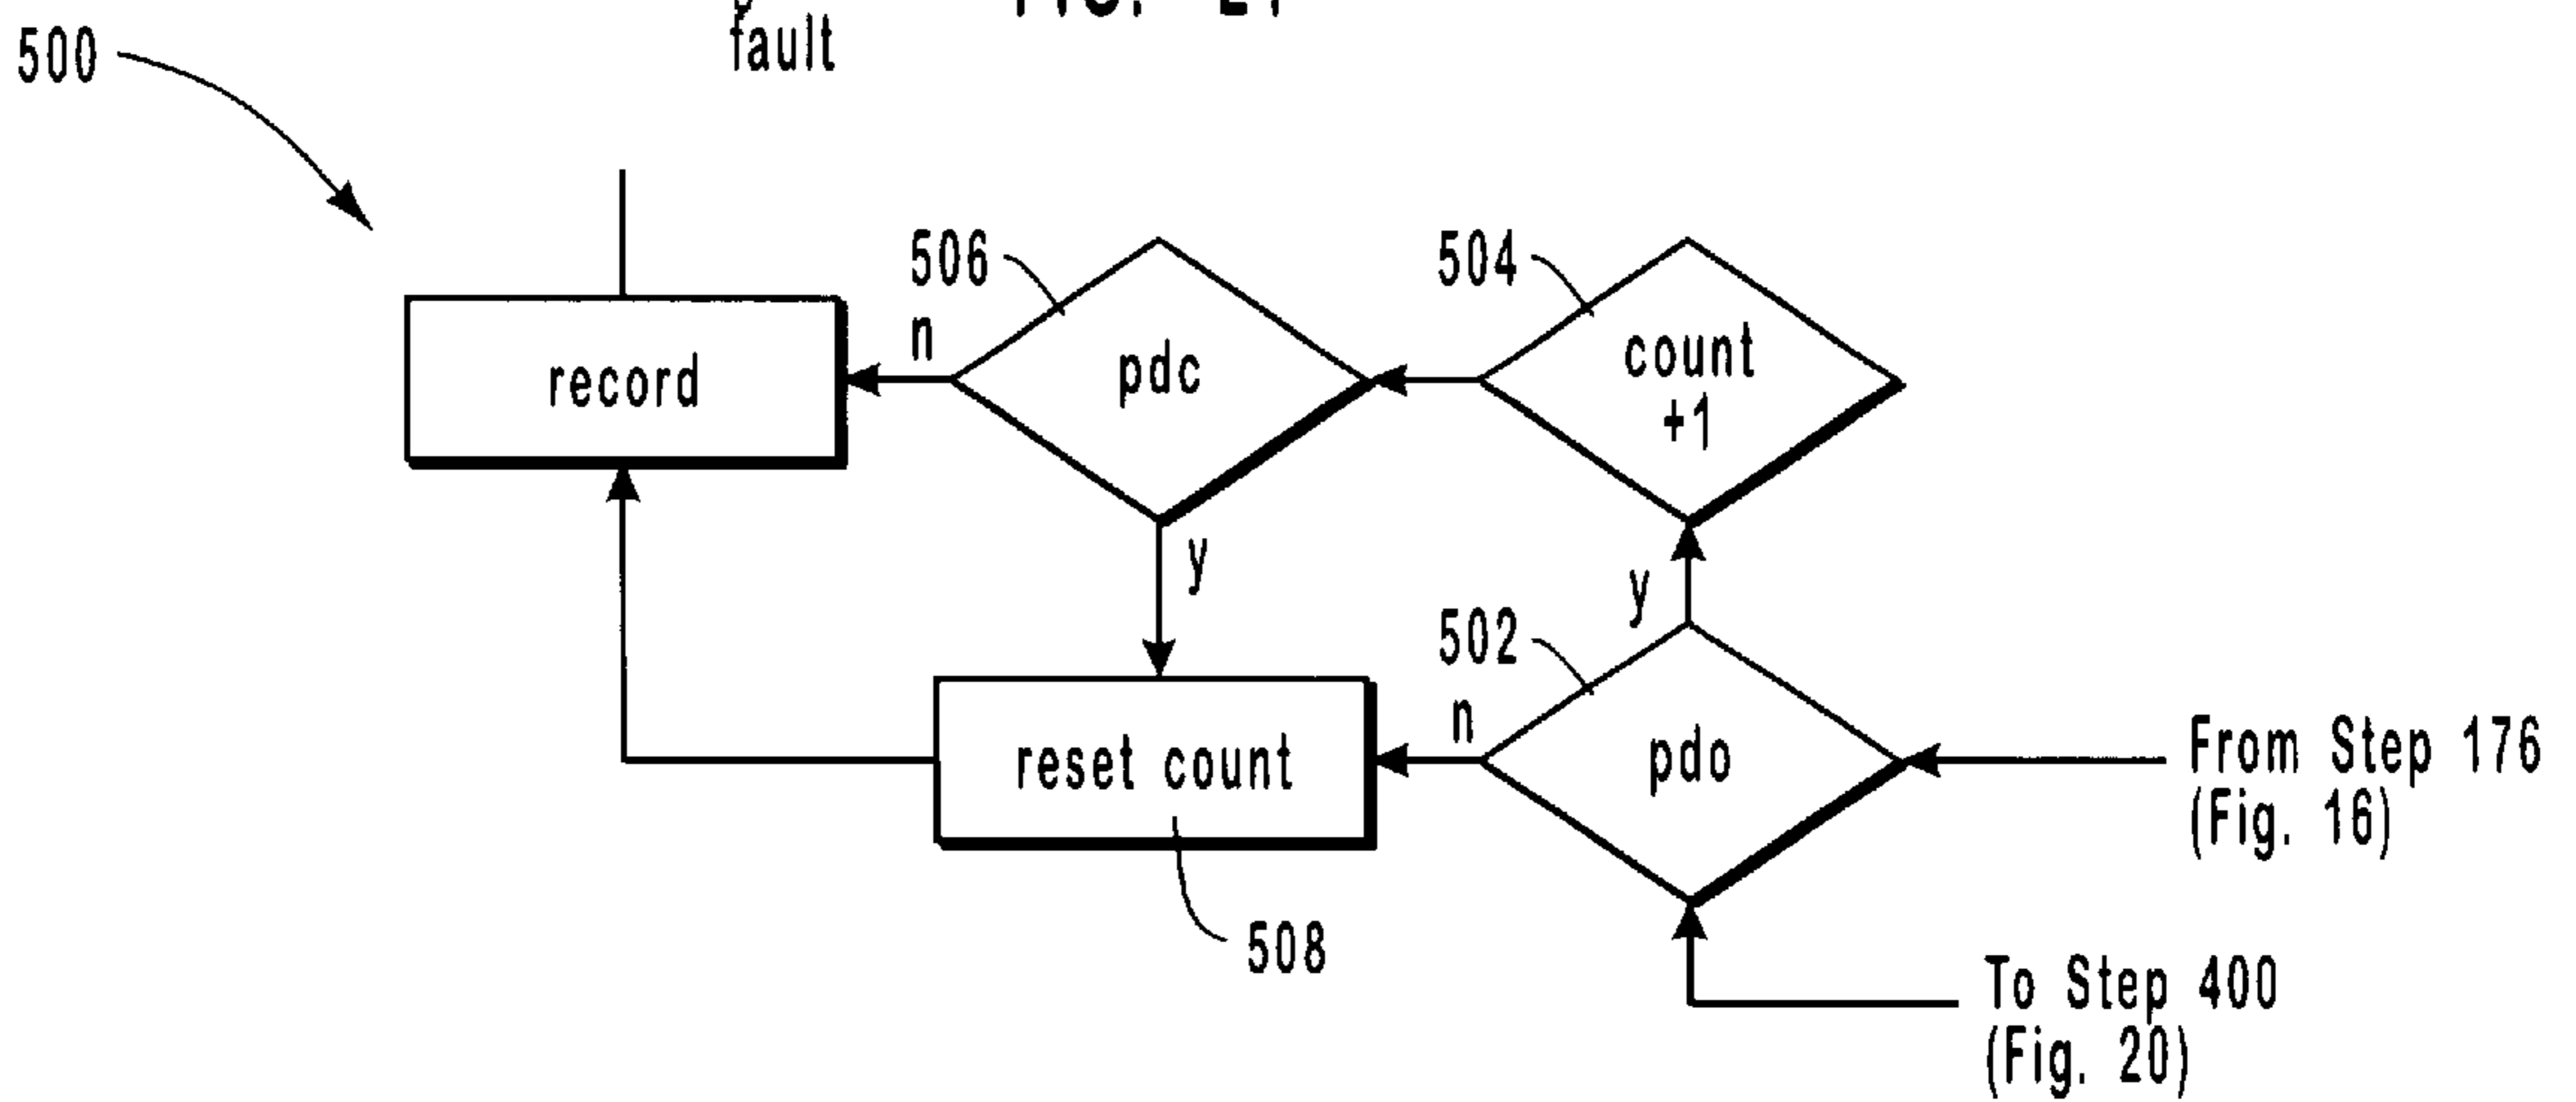 fault
500
506
504
n
record
pdc
count
+1
y
y
502
n
reset count
pdo
From Step 176
(Fig. 16)
508
To Step 400
(Fig. 20)